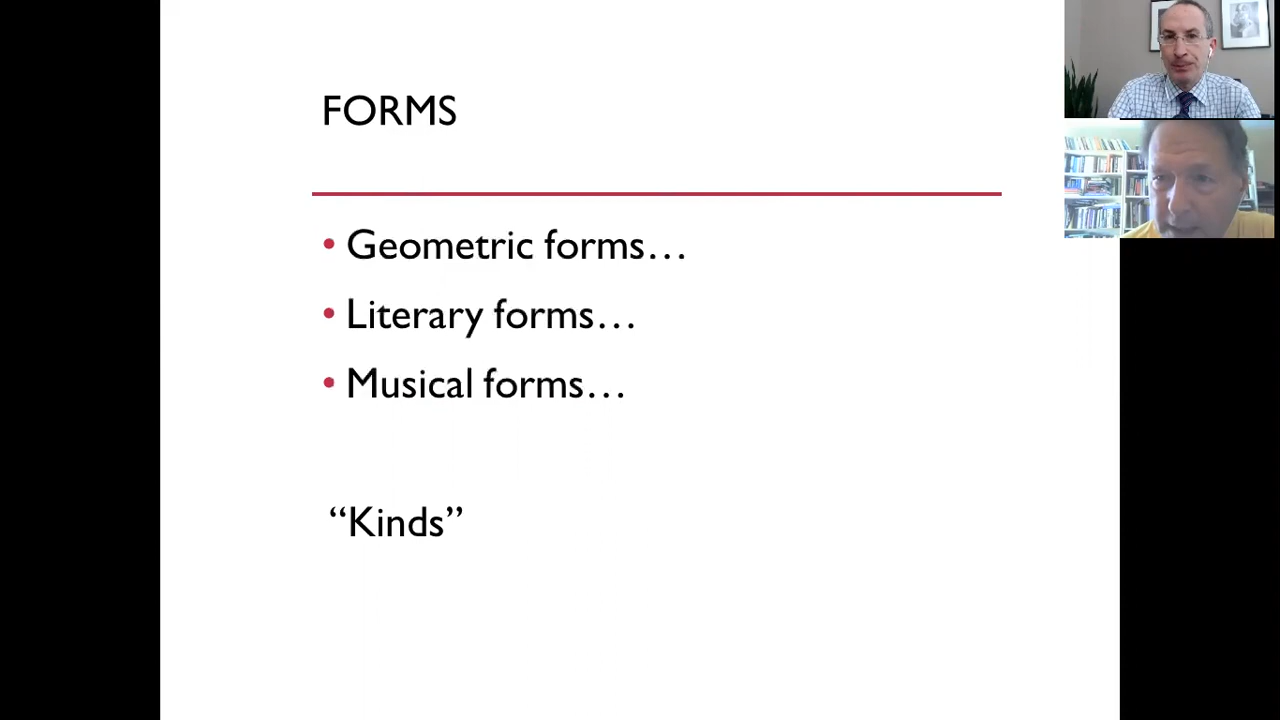 FORMS
• Geometric forms…
• Literary forms…
• Musical forms…
“Kinds”